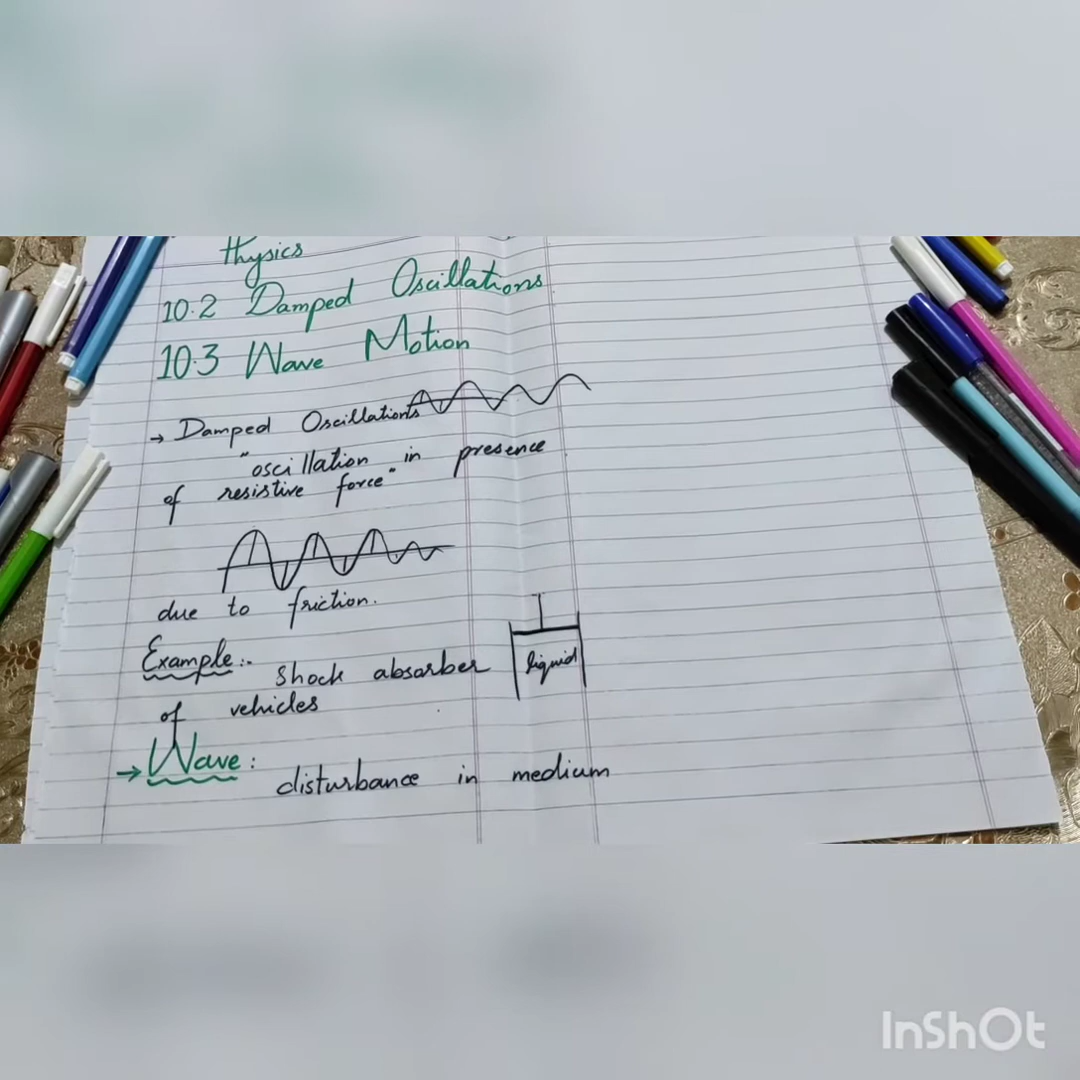 Physics
10.2 Damped Oscillations
10.3 Wave Motion
→ Damped Oscillations
"oscillation in presence
of resistive force"
due to friction.
Example:-
shock absorber
liquid
of vehicles
→ Wave:
disturbance in medium
InShOt